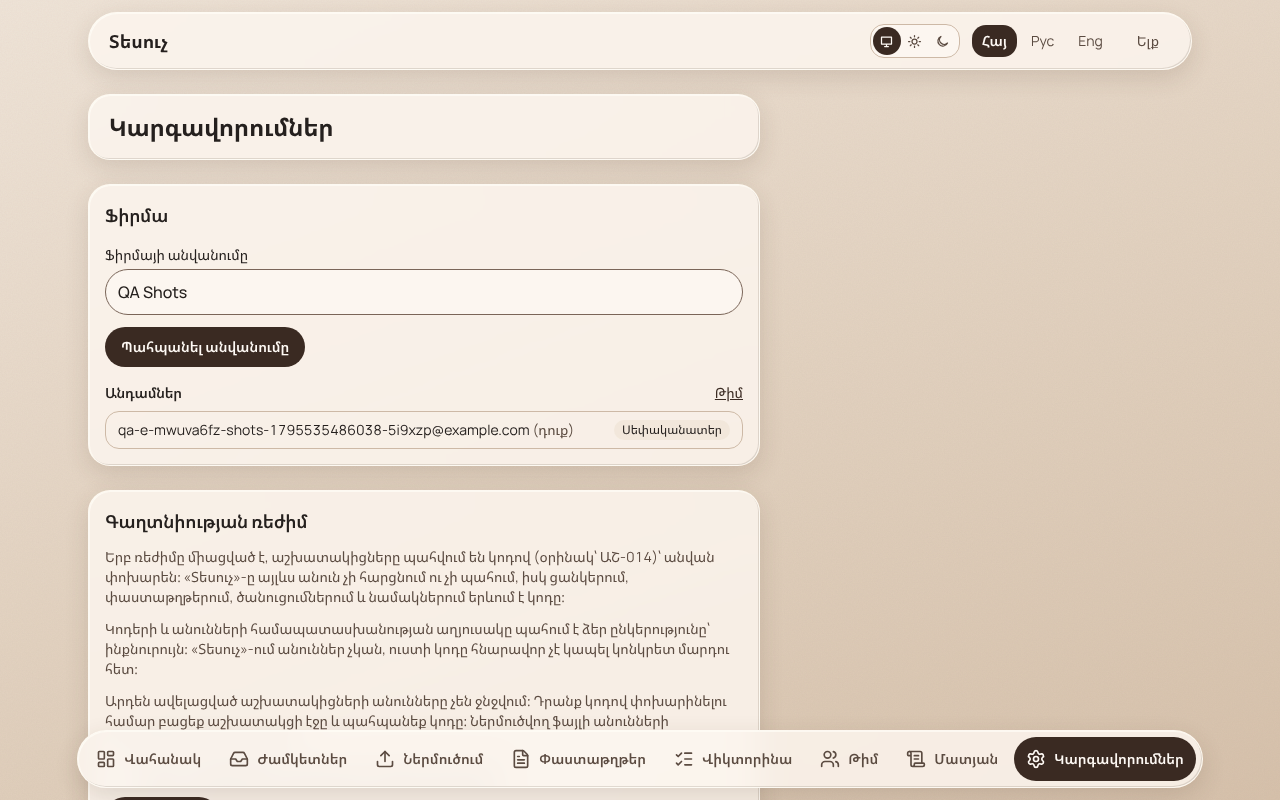 Տեսուչ
Հայ Рус Eng Ելք
Կարգավորումներ
Ֆիրմա
Ֆիրմայի անվանումը
QA Shots
Պահպանել անվանումը
Անդամներ Թիմ
qa-e-mwuva6fz-shots-1795535486038-5i9xzp@example.com (դուք) Սեփականատեր
Գաղտնիության ռեժիմ
Երբ ռեժիմը միացված է, աշխատակիցները պահվում են կոդով (օրինակ՝ ԱՇ-014)՝ անվան
փոխարեն։ «Տեսուչ»-ը այլևս անուն չի հարցնում ու չի պահում, իսկ ցանկերում,
փաստաթղթերում, ծանուցումներում և նամակներում երևում է կոդը։
Կոդերի և անունների համապատասխանության աղյուսակը պահում է ձեր ընկերությունը՝
ինքնուրույն։ «Տեսուչ»-ում անուններ չկան, ուստի կոդը հնարավոր չէ կապել կոնկրետ մարդու
հետ։
Արդեն ավելացված աշխատակիցների անունները չեն ջնջվում։ Դրանք կոդով փոխարինելու
համար բացեք աշխատակցի էջը և պահպանեք կոդը։ Ներմուծվող ֆայլի անունների
Վահանակ Ժամկետներ Ներմուծում Փաստաթղթեր Վիկտորինա Թիմ Մատյան Կարգավորումներ